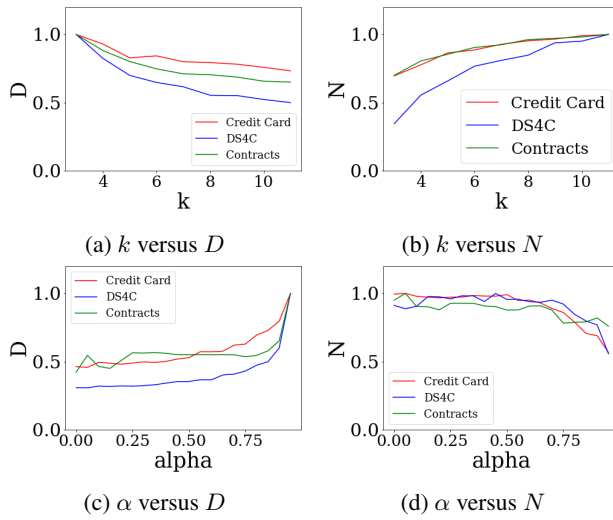 1.0
0.5
0.0
D
Credit Card
DS4C
Contracts
4 6 8 10
k
(a) k versus D
1.0
0.5
0.0
N
Credit Card
DS4C
Contracts
4 6 8 10
k
(b) k versus N
1.0
0.5
0.0
D
Credit Card
DS4C
Contracts
0.00 0.25 0.50 0.75
alpha
(c) α versus D
1.0
0.5
0.0
N
Credit Card
DS4C
Contracts
0.00 0.25 0.50 0.75
alpha
(d) α versus N